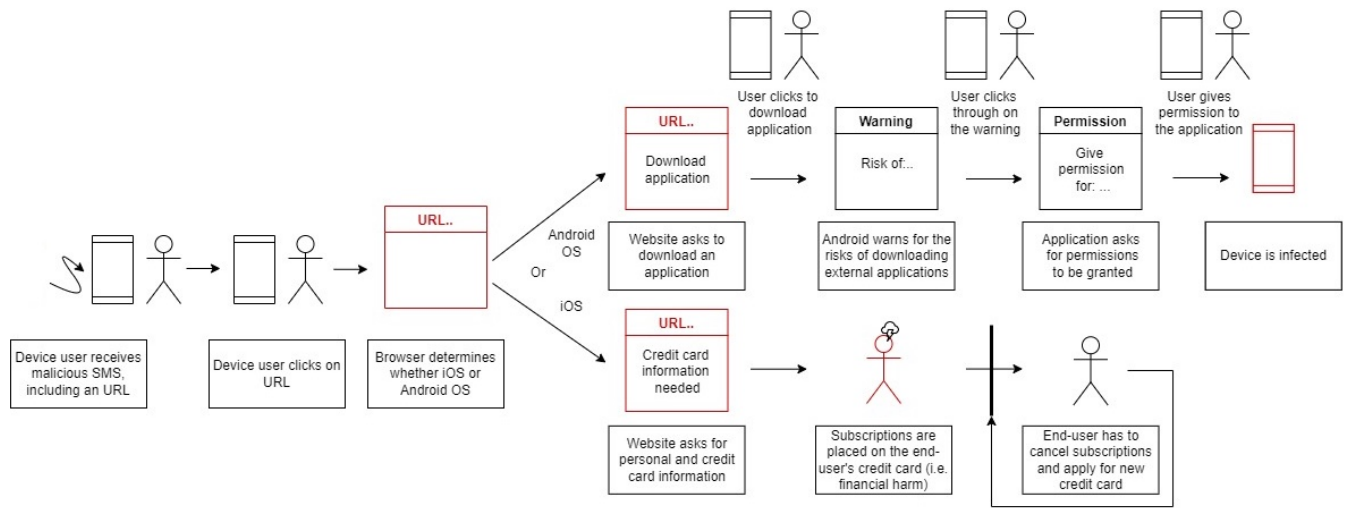 User clicks to
download
application
User clicks
through on
the warning
User gives
permission to
the application
URL..
Download
application
Warning
Risk of:..
Permission
Give
permission
for: ...
URL..
Android
OS
Or
iOS
Website asks to
download an
application
Android warns for the
risks of downloading
external applications
Application asks
for permissions
to be granted
Device is infected
Device user receives
malicious SMS,
including an URL
Device user clicks on
URL
Browser determines
whether iOS or
Android OS
URL..
Credit card
information
needed
Website asks for
personal and credit
card information
Subscriptions are
placed on the end-
user's credit card (i.e.
financial harm)
End-user has to
cancel subscriptions
and apply for new
credit card